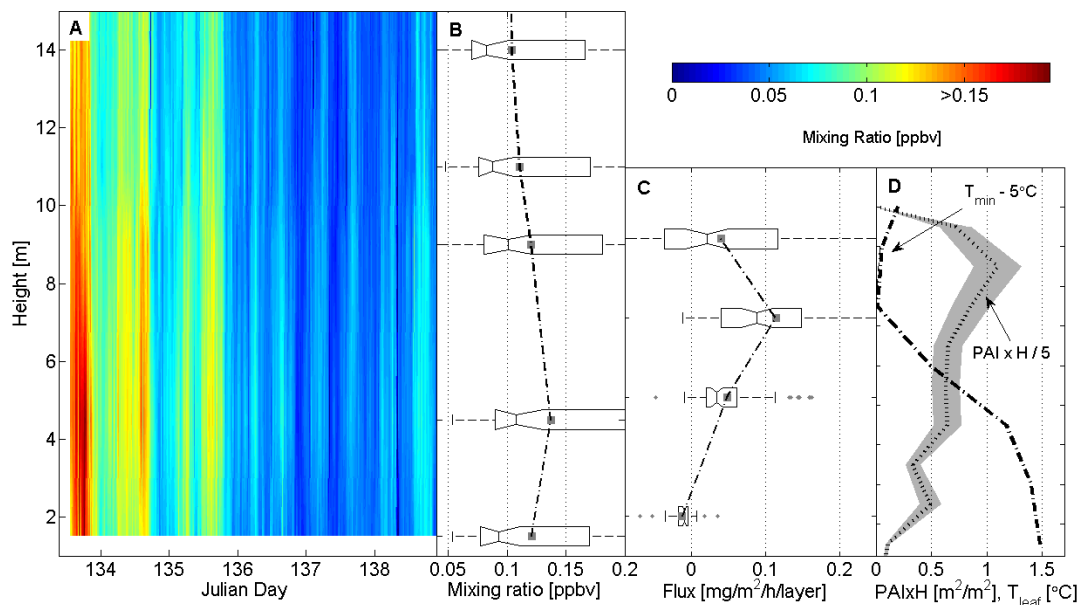 A
B
14
12
10
8
6
4
2
Height [m]
134 135 136 137 138
Julian Day
0.05 0.1 0.15 0.2
Mixing ratio [ppbv]
0 0.05 0.1 >0.15
Mixing Ratio [ppbv]
C
D
T min - 5°C
PAI x H / 5
0 0.1 0.2
Flux [mg/m²/h/layer]
0 0.5 1 1.5
PAIxH [m²/m²], T leaf [°C]